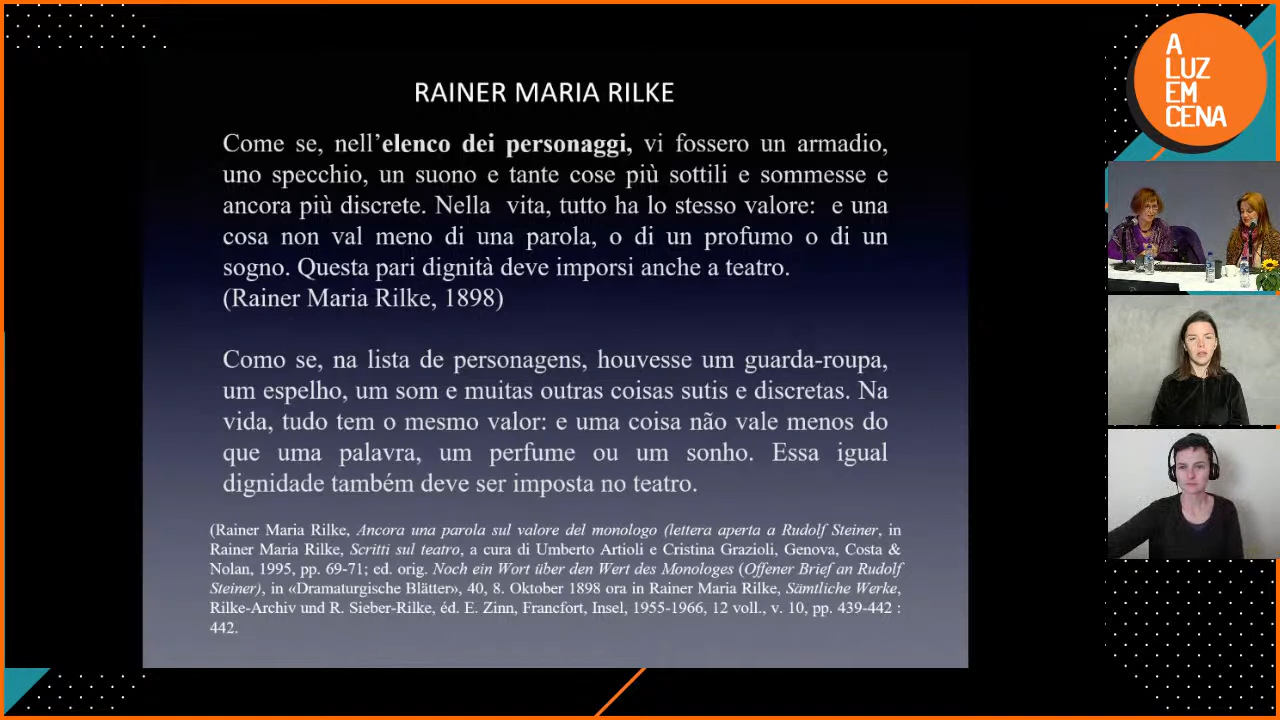 RAINER MARIA RILKE
Come se, nell'elenco dei personaggi, vi fossero un armadio,
uno specchio, un suono e tante cose più sottili e sommesse e
ancora più discrete. Nella vita, tutto ha lo stesso valore: e una
cosa non val meno di una parola, o di un profumo o di un
sogno. Questa pari dignità deve imporsi anche a teatro.
(Rainer Maria Rilke, 1898)
Como se, na lista de personagens, houvesse um guarda-roupa,
um espelho, um som e muitas outras coisas sutis e discretas. Na
vida, tudo tem o mesmo valor: e uma coisa não vale menos do
que uma palavra, um perfume ou um sonho. Essa igual
dignidade também deve ser imposta no teatro.
(Rainer Maria Rilke, Ancora una parola sul valore del monologo (lettera aperta a Rudolf Steiner, in
Rainer Maria Rilke, Scritti sul teatro, a cura di Umberto Artioli e Cristina Grazioli, Genova, Costa &
Nolan, 1995, pp. 69-71; ed. orig. Noch ein Wort über den Wert des Monologes (Offener Brief an Rudolf
Steiner), in «Dramaturgische Blätter», 40, 8. Oktober 1898 ora in Rainer Maria Rilke, Sämtliche Werke,
Rilke-Archiv und R. Sieber-Rilke, éd. E. Zinn, Francfort, Insel, 1955-1966, 12 voll., v. 10, pp. 439-442 :
442.
A
LUZ
EM
CENA